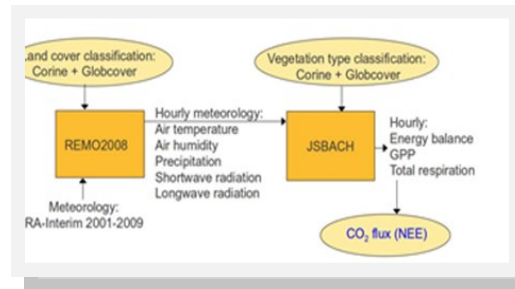 and cover classification:
Corine + Globcover
Vegetation type classification:
Corine + Globcover
REMO2008
Hourly meteorology:
Air temperature
Air humidity
Precipitation
Shortwave radiation
Longwave radiation
JSBACH
Hourly:
Energy balance
GPP
Total respiration
Meteorology:
RA-Interim 2001-2009
CO₂ flux (NEE)